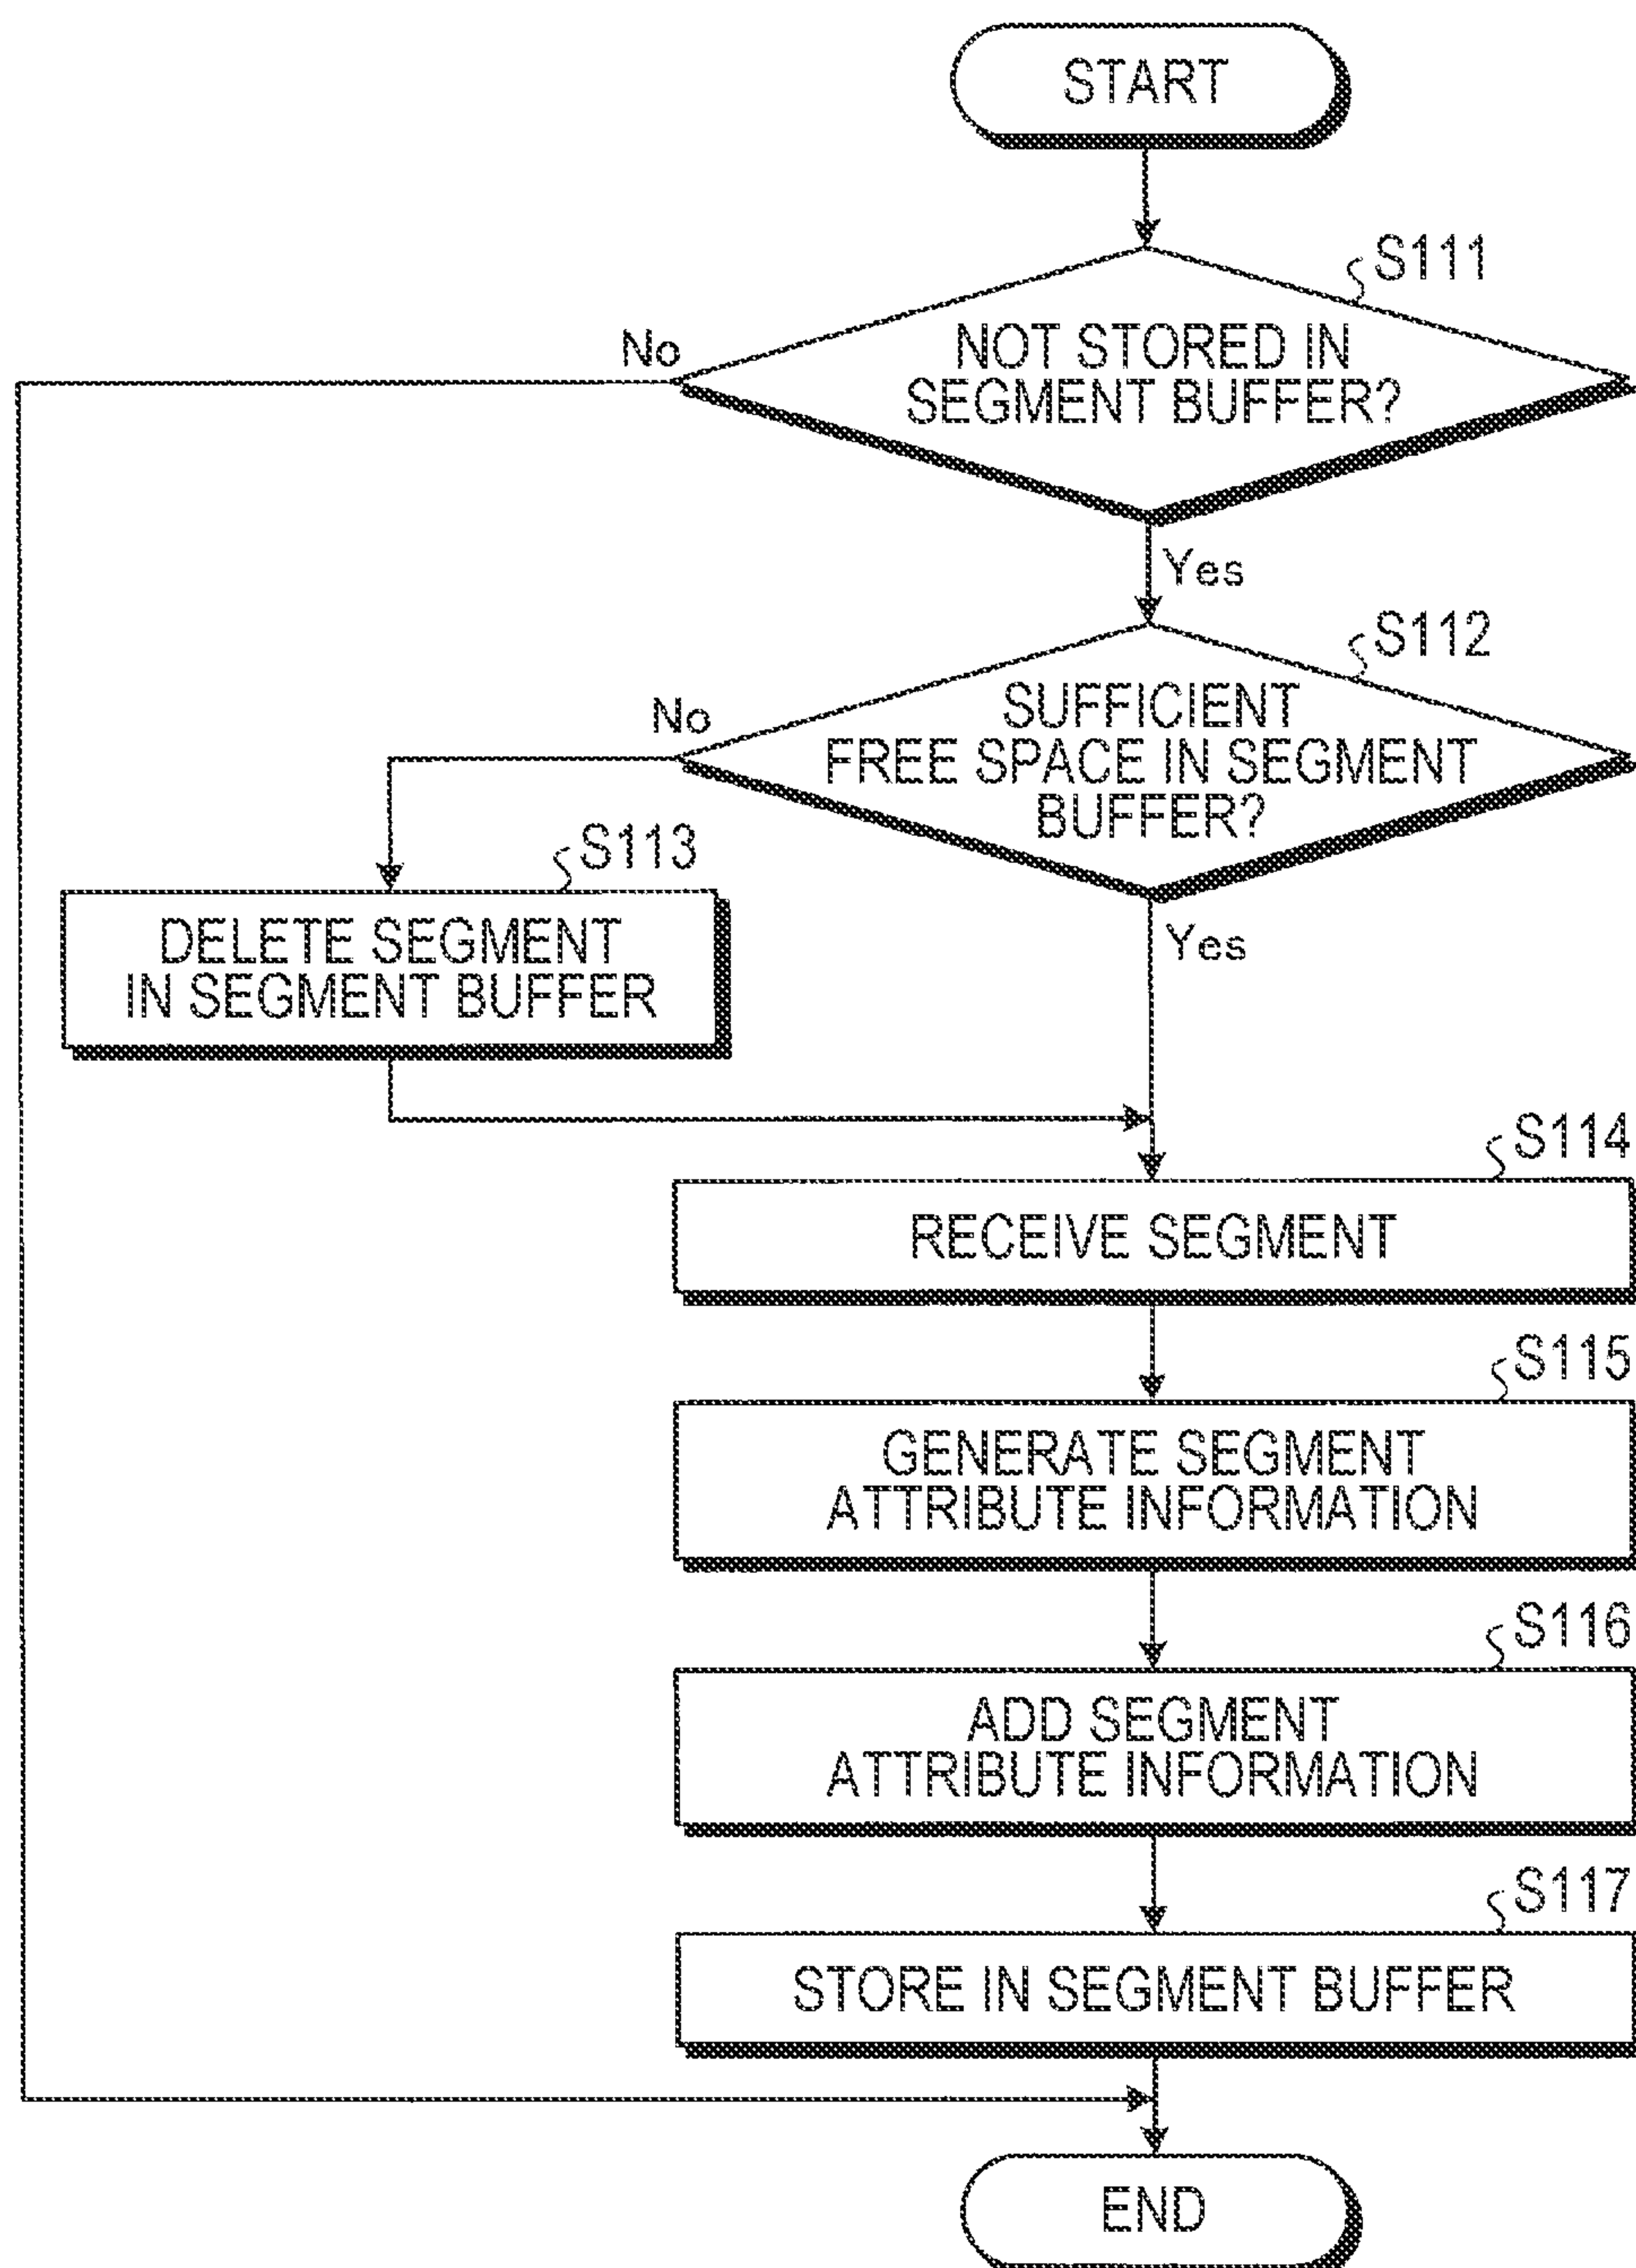 START
S111
NOT STORED IN
SEGMENT BUFFER?
No
Yes
S112
SUFFICIENT
FREE SPACE IN SEGMENT
BUFFER?
No
Yes
S113
DELETE SEGMENT
IN SEGMENT BUFFER
S114
RECEIVE SEGMENT
S115
GENERATE SEGMENT
ATTRIBUTE INFORMATION
S116
ADD SEGMENT
ATTRIBUTE INFORMATION
S117
STORE IN SEGMENT BUFFER
END